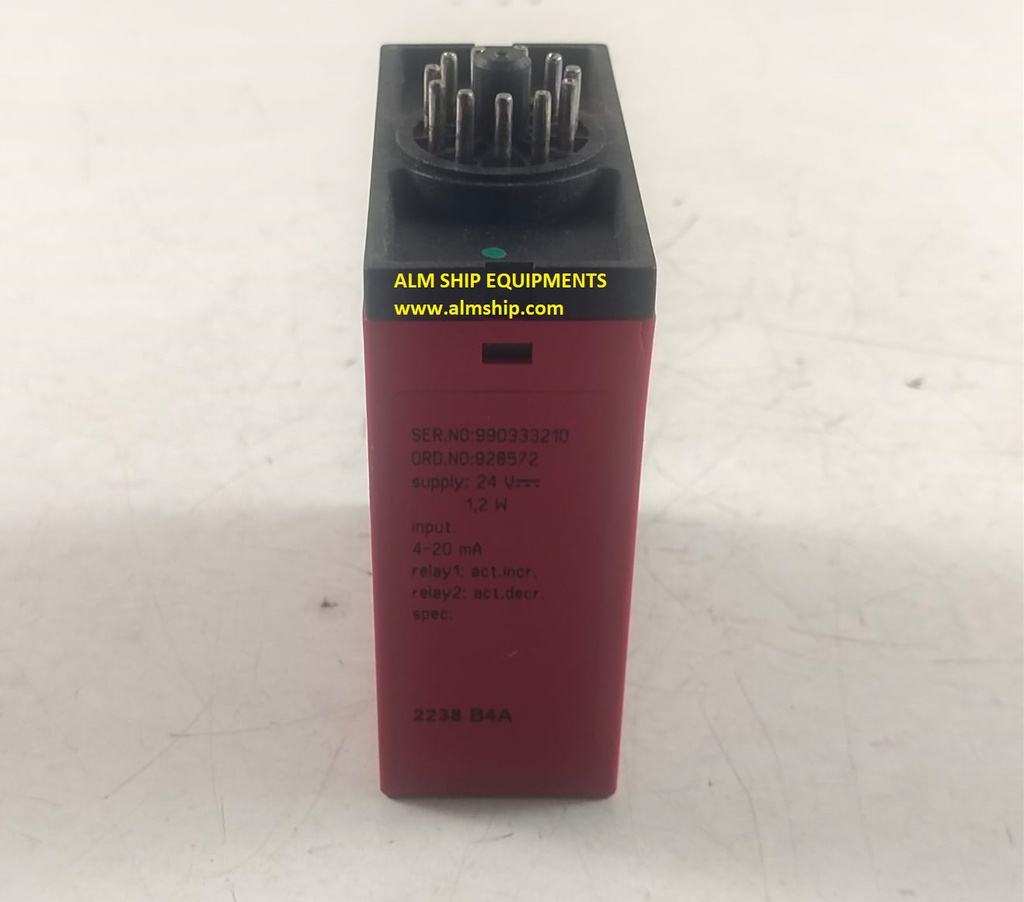 ALM SHIP EQUIPMENTS
www.almship.com
SER.NO:990333210
ORD.NO:928572
supply: 24 V⎓
1,2 W
input:
4-20 mA
relay1: act.incr.
relay2: act.decr.
spec:
2238 B4A